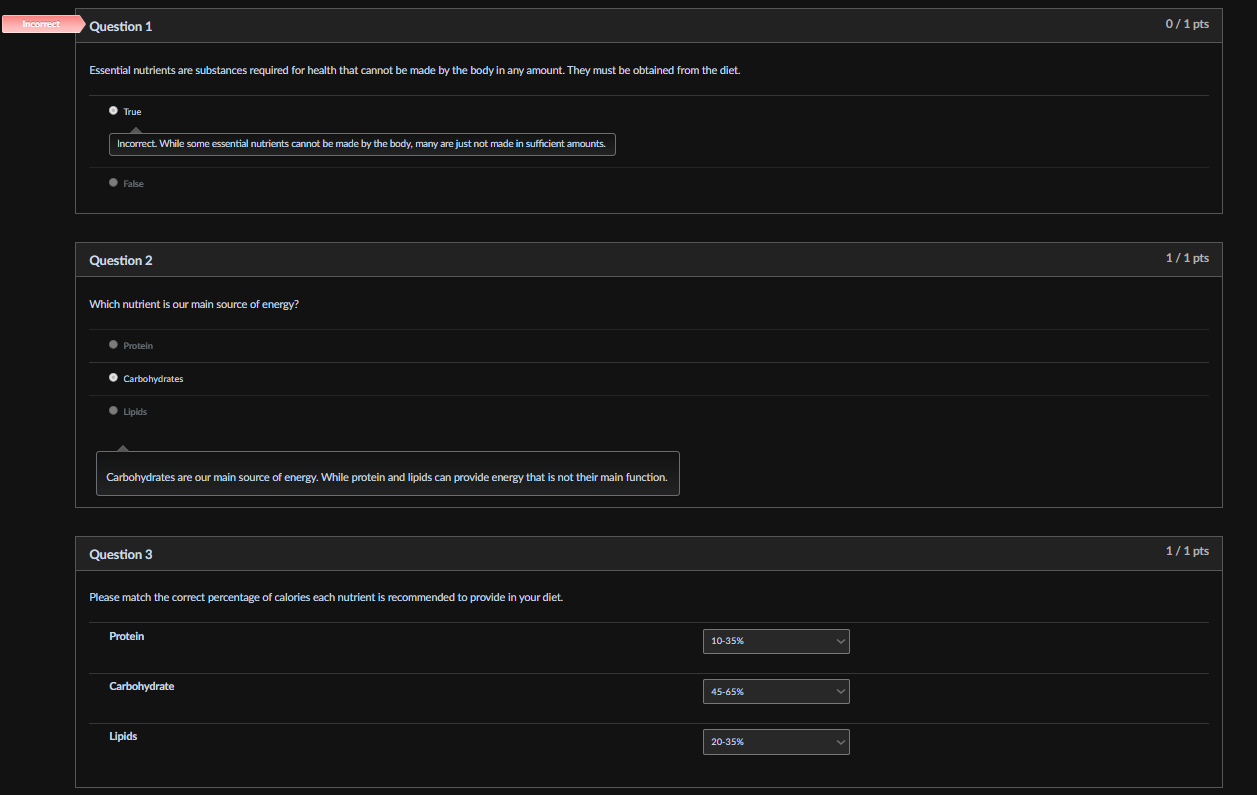 Incorrect
Question 1
0 / 1 pts
Essential nutrients are substances required for health that cannot be made by the body in any amount. They must be obtained from the diet.
True
Incorrect. While some essential nutrients cannot be made by the body, many are just not made in sufficient amounts.
False
Question 2
1 / 1 pts
Which nutrient is our main source of energy?
Protein
Carbohydrates
Lipids
Carbohydrates are our main source of energy. While protein and lipids can provide energy that is not their main function.
Question 3
1 / 1 pts
Please match the correct percentage of calories each nutrient is recommended to provide in your diet.
Protein
10-35%
Carbohydrate
45-65%
Lipids
20-35%